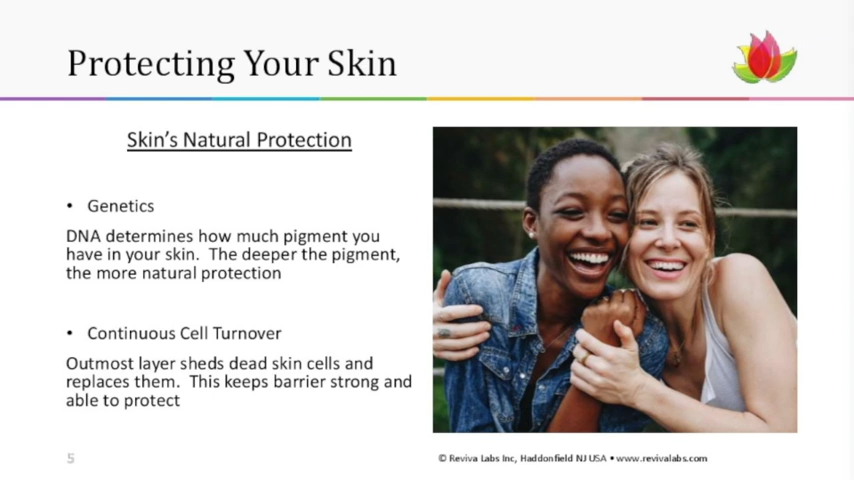 Protecting Your Skin
Skin's Natural Protection
• Genetics
DNA determines how much pigment you
have in your skin.  The deeper the pigment,
the more natural protection
• Continuous Cell Turnover
Outmost layer sheds dead skin cells and
replaces them.  This keeps barrier strong and
able to protect
5
© Reviva Labs Inc, Haddonfield NJ USA • www.revivalabs.com